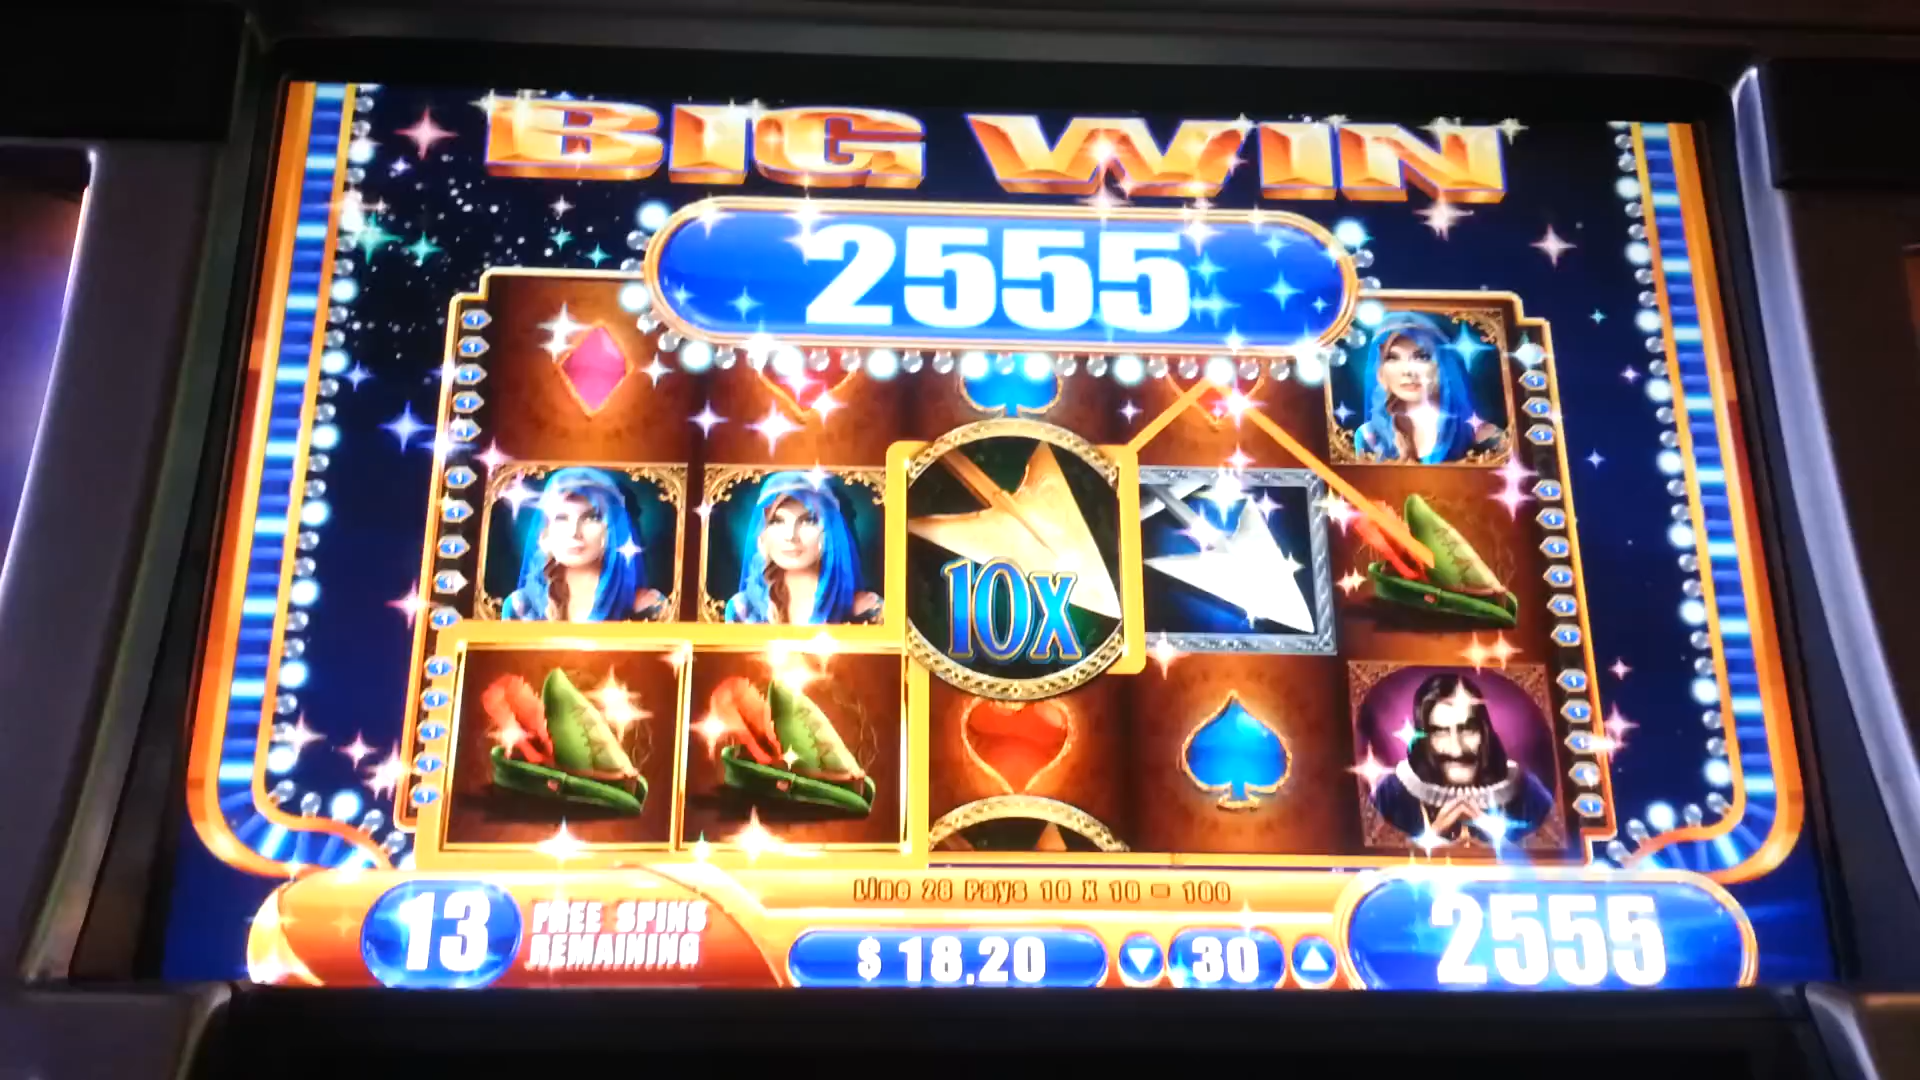 BIG WIN
2555
10X
13
FREE SPINS
REMAINING
Line 28 Pays 10 X 10 = 100
$ 18.20
30
2555